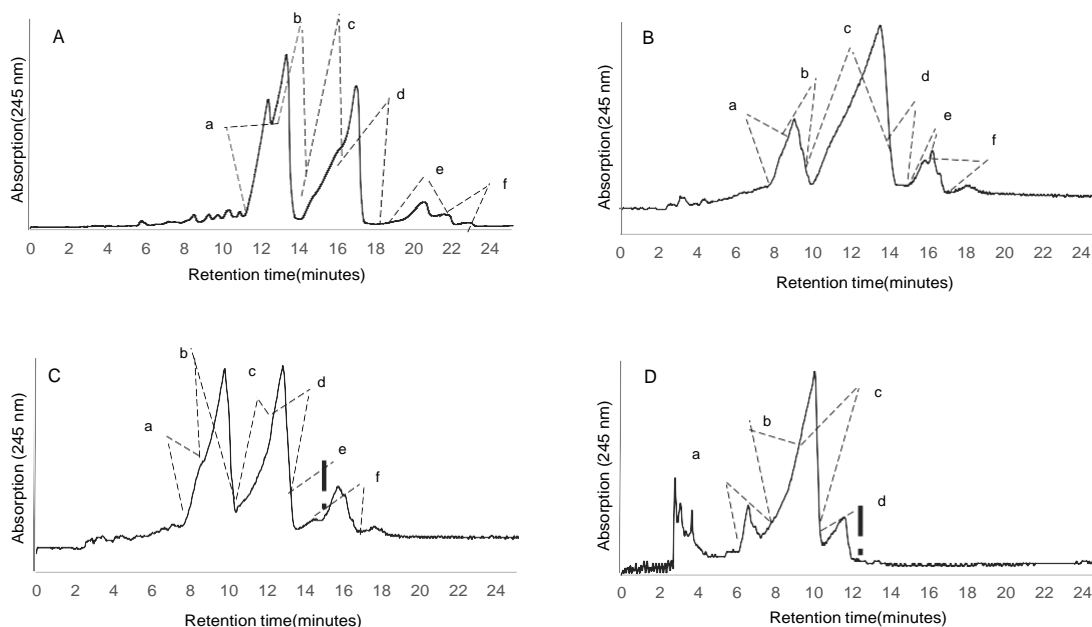 A
b
c
a
d
e
f
Absorption(245 nm)
0 2 4 6 8 10 12 14 16 18 20 22 24
Retention time(minutes)
B
c
b
d
a
e
f
Absorption(245 nm)
0 2 4 6 8 10 12 14 16 18 20 22 24
Retention time(minutes)
C
b
c
d
a
e
f
Absorption (245 nm)
0 2 4 6 8 10 12 14 16 18 20 22 24
Retention time(minutes)
D
c
b
a
d
Absorption (245 nm)
0 2 4 6 8 10 12 14 16 18 20 22 24
Retention time(minutes)